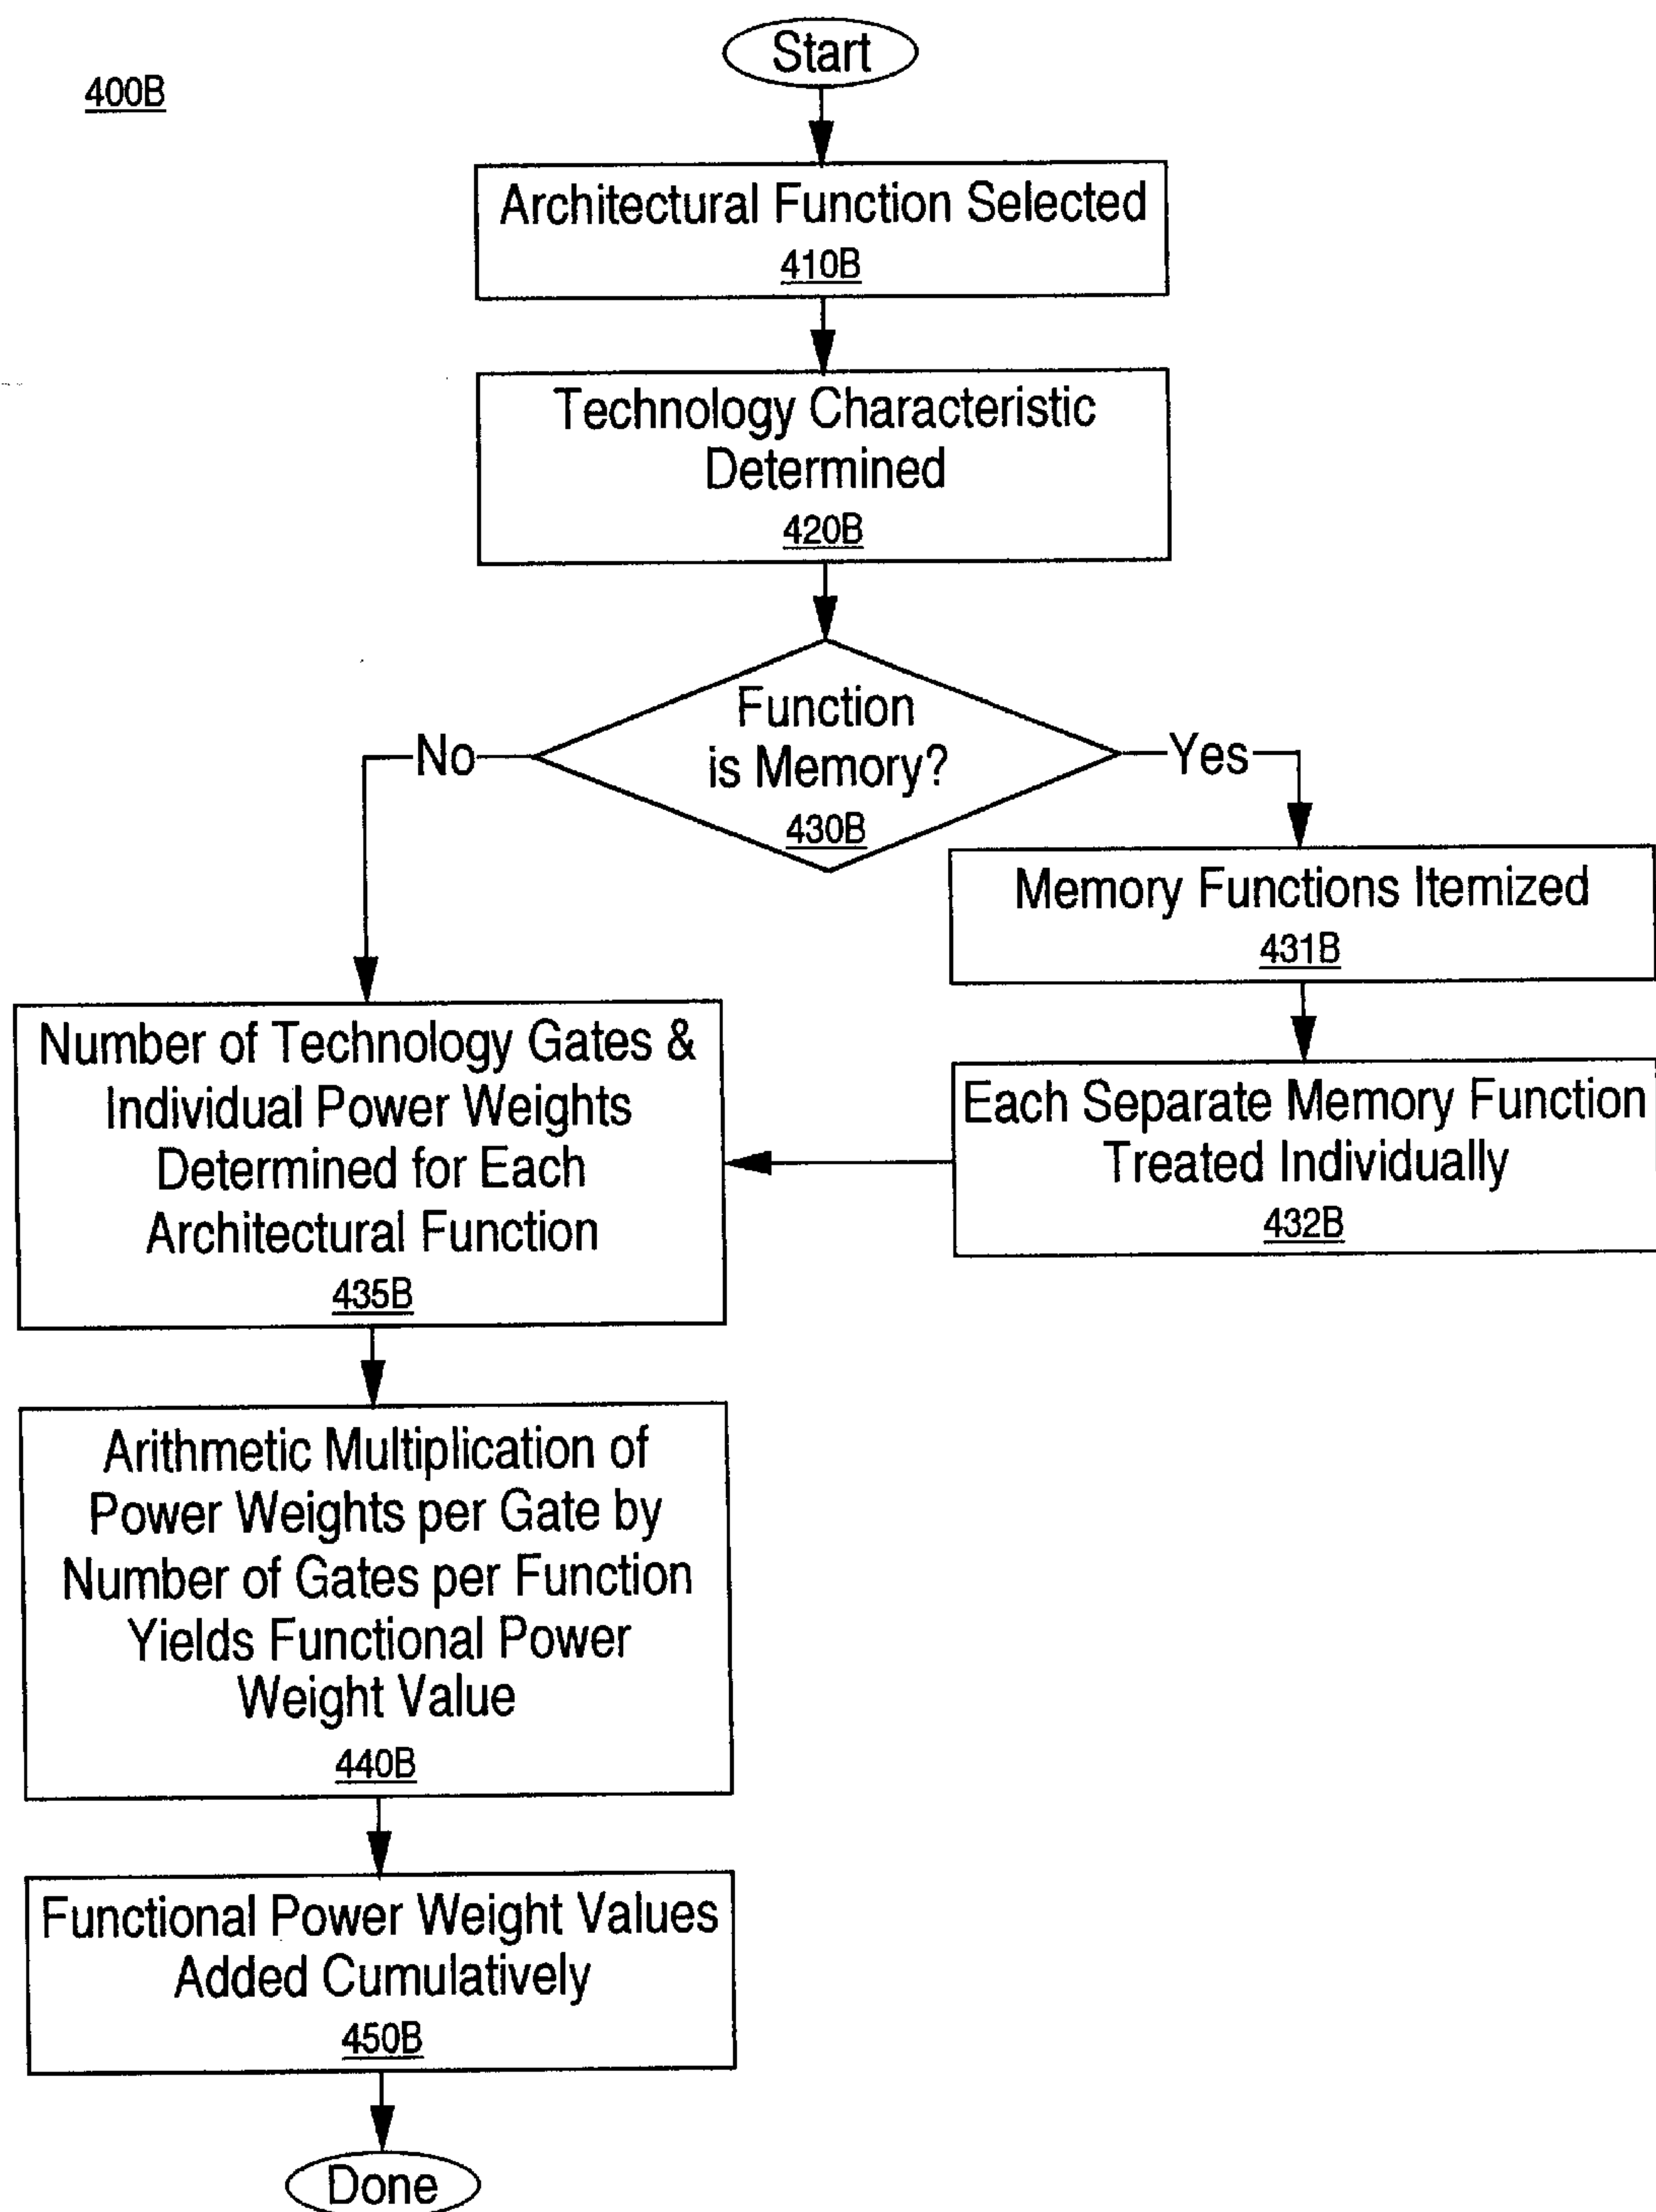 Start
400B
Architectural Function Selected
410B
Technology Characteristic
Determined
420B
Function
is Memory?
430B
No
Yes
Memory Functions Itemized
431B
Each Separate Memory Function
Treated Individually
432B
Number of Technology Gates &
Individual Power Weights
Determined for Each
Architectural Function
435B
Arithmetic Multiplication of
Power Weights per Gate by
Number of Gates per Function
Yields Functional Power
Weight Value
440B
Functional Power Weight Values
Added Cumulatively
450B
Done